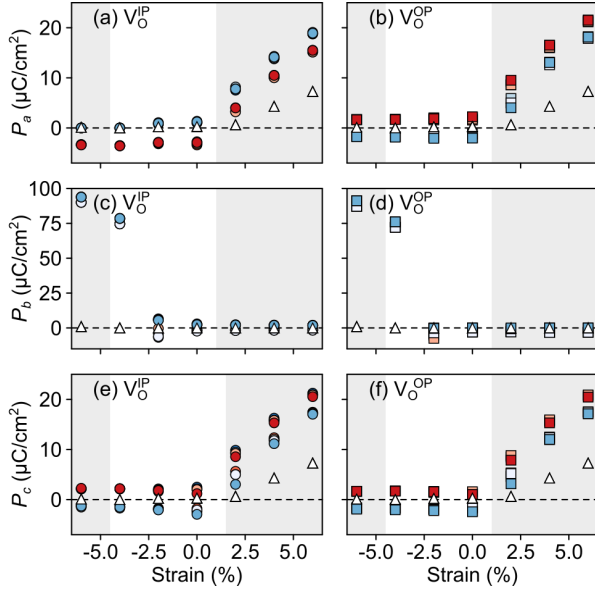 (a) V_O^IP
(b) V_O^OP
P_a (μC/cm²)
20
10
0
(c) V_O^IP
(d) V_O^OP
P_b (μC/cm²)
100
75
50
25
0
(e) V_O^IP
(f) V_O^OP
P_c (μC/cm²)
20
10
0
-5.0 -2.5 0.0 2.5 5.0
-5.0 -2.5 0.0 2.5 5.0
Strain (%)
Strain (%)